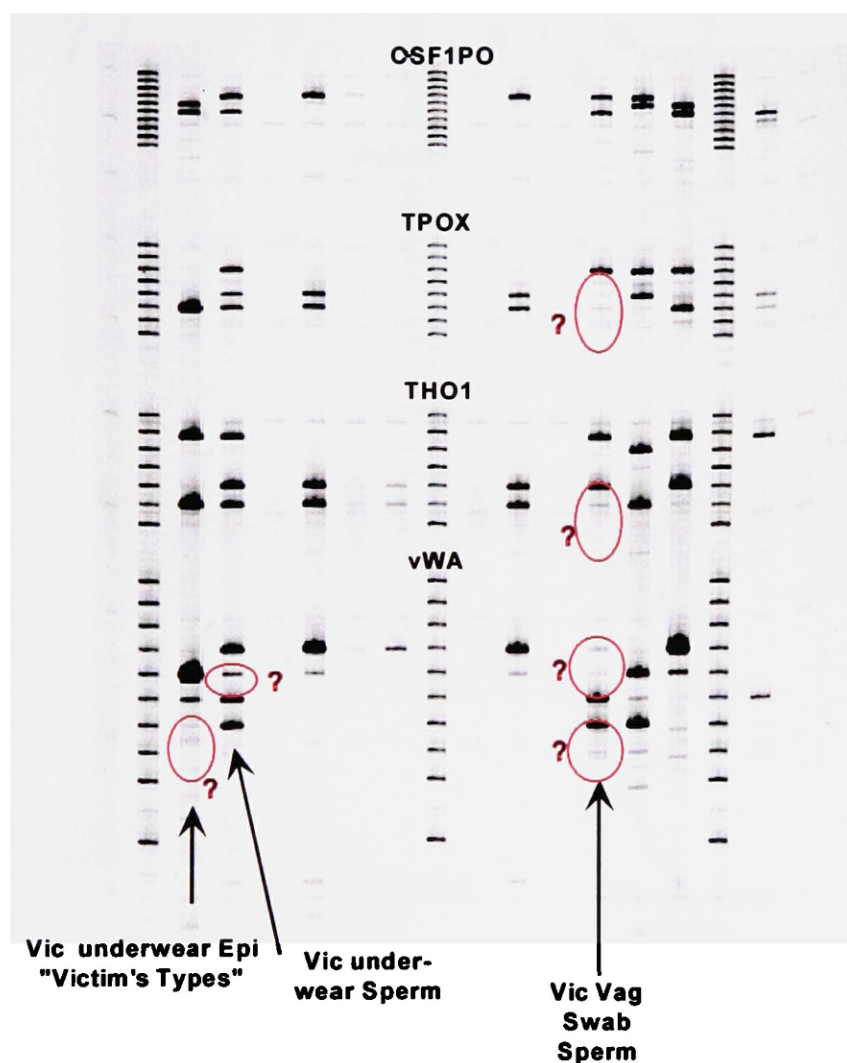 CSF1PO
TPOX
?
THO1
?
vWA
?
?
?
?
Vic underwear Epi
"Victim's Types"
Vic under-
wear Sperm
Vic Vag
Swab
Sperm